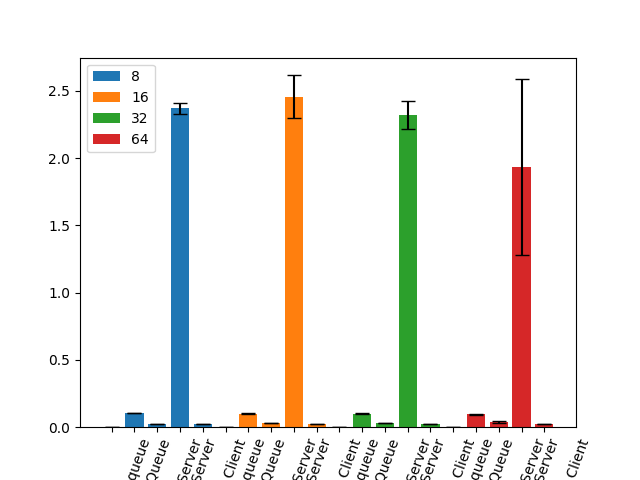 8
16
32
64
2.5
2.0
1.5
1.0
0.5
0.0
queue
Queue
Server
Server
Client
queue
Queue
Server
Server
Client
queue
Queue
Server
Server
Client
queue
Queue
Server
Server
Client